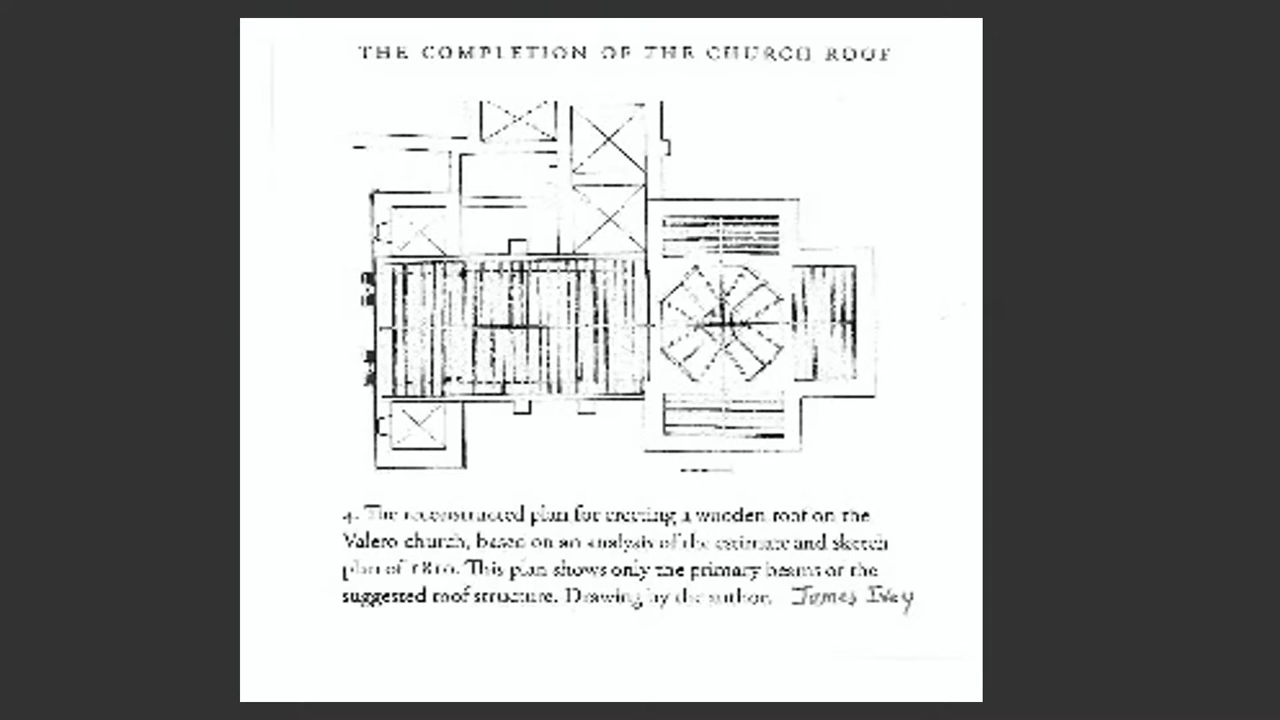 THE COMPLETION OF THE CHURCH ROOF
4. The reconstructed plan for erecting a wooden roof on the
Valero church, based on an analysis of the estimate and sketch
plan of 1810. This plan shows only the primary beams of the
suggested roof structure. Drawing by the author. James Ivey